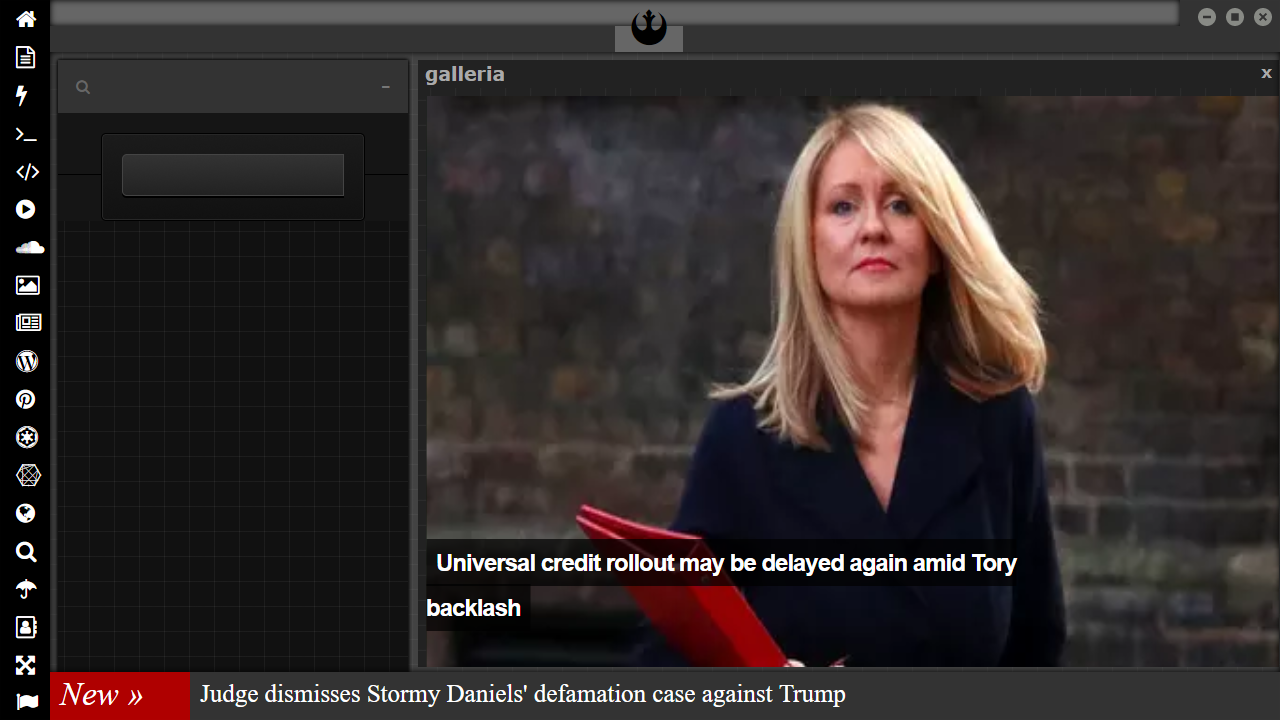 galleria
x
Universal credit rollout may be delayed again amid Tory
backlash
New »
Judge dismisses Stormy Daniels' defamation case against Trump